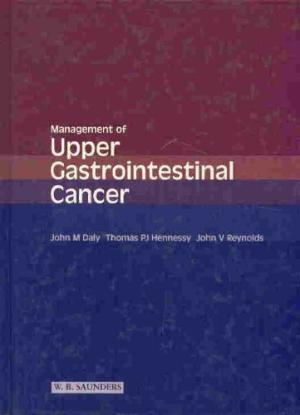 Management of
Upper
Gastrointestinal
Cancer
John M Daly Thomas PJ Hennessy John V Reynolds
W. B. SAUNDERS